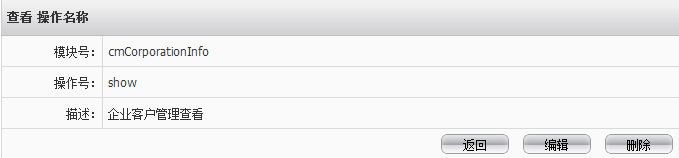 查看 操作名称
模块号: cmCorporationInfo
操作号: show
描述: 企业客户管理查看
返回 编辑 删除